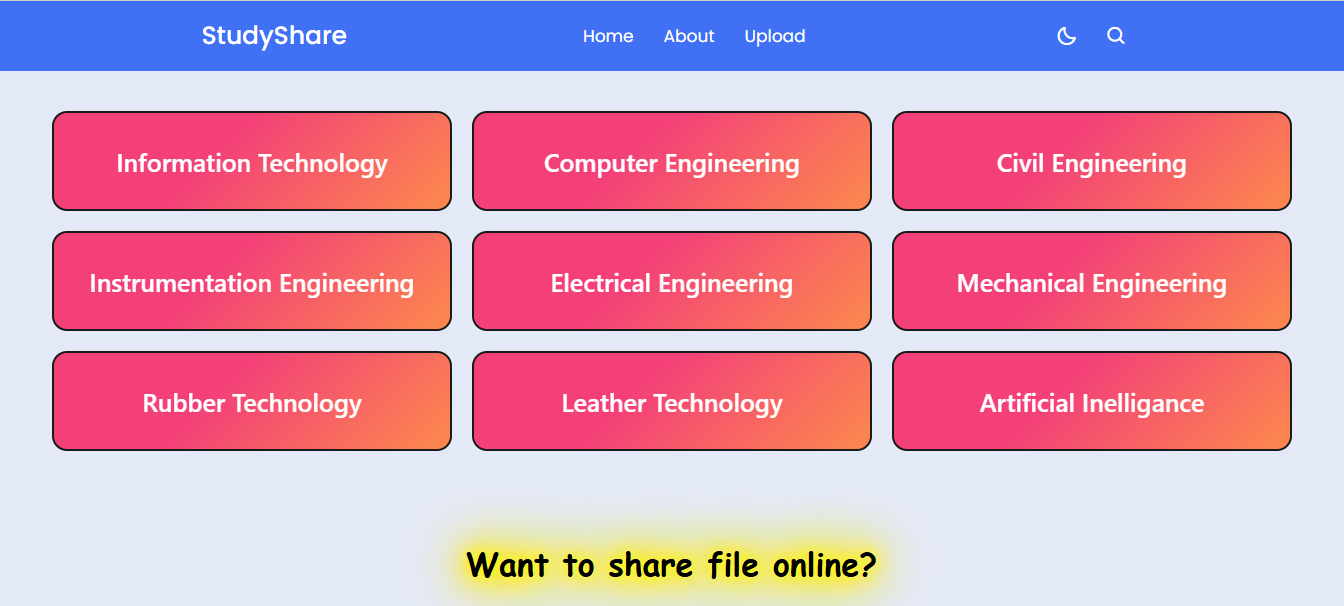 StudyShare Home About Upload
Information Technology Computer Engineering Civil Engineering
Instrumentation Engineering Electrical Engineering Mechanical Engineering
Rubber Technology Leather Technology Artificial Inelligance
Want to share file online?